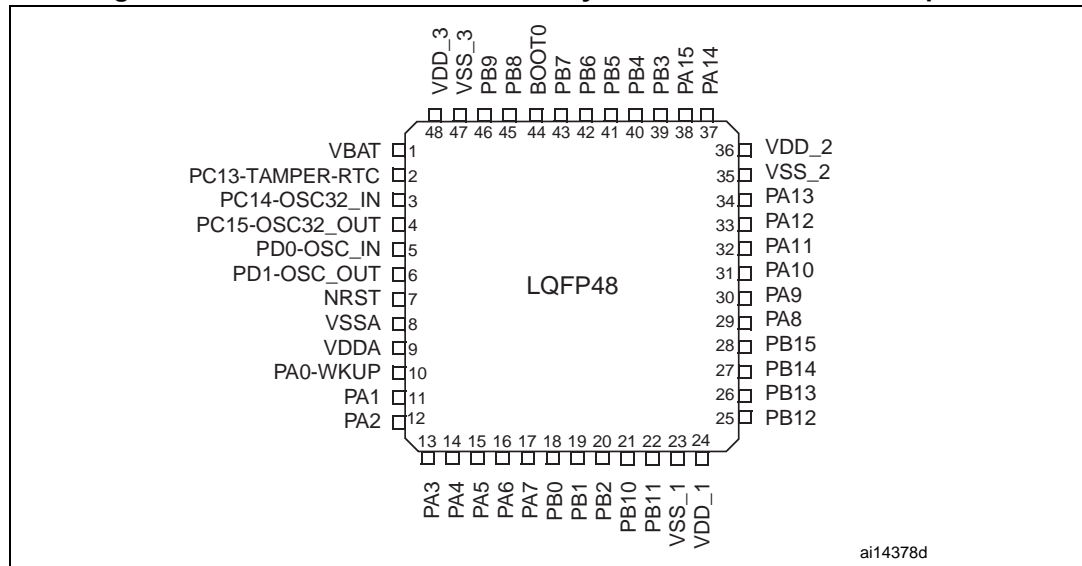 VDD_3
VSS_3
PB9
PB8
BOOT0
PB7
PB6
PB5
PB4
PB3
PA15
PA14
48 47 46 45 44 43 42 41 40 39 38 37
VBAT 1
PC13-TAMPER-RTC 2
PC14-OSC32_IN 3
PC15-OSC32_OUT 4
PD0-OSC_IN 5
PD1-OSC_OUT 6
NRST 7
VSSA 8
VDDA 9
PA0-WKUP 10
PA1 11
PA2 12
LQFP48
36 VDD_2
35 VSS_2
34 PA13
33 PA12
32 PA11
31 PA10
30 PA9
29 PA8
28 PB15
27 PB14
26 PB13
25 PB12
13 14 15 16 17 18 19 20 21 22 23 24
PA3
PA4
PA5
PA6
PA7
PB0
PB1
PB2
PB10
PB11
VSS_1
VDD_1
ai14378d